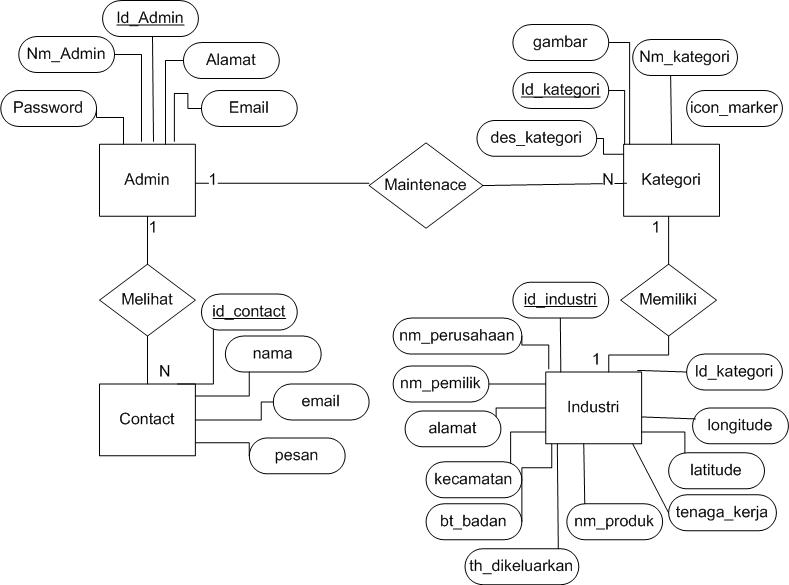 Id_Admin
Nm_Admin
Alamat
Password
Email
Admin
1
Maintenace
N
gambar
Nm_kategori
Id_kategori
icon_marker
des_kategori
Kategori
1
Melihat
N
id_contact
nama
email
Contact
pesan
1
Memiliki
1
id_industri
nm_perusahaan
Id_kategori
nm_pemilik
Industri
alamat
longitude
kecamatan
latitude
bt_badan
nm_produk
tenaga_kerja
th_dikeluarkan